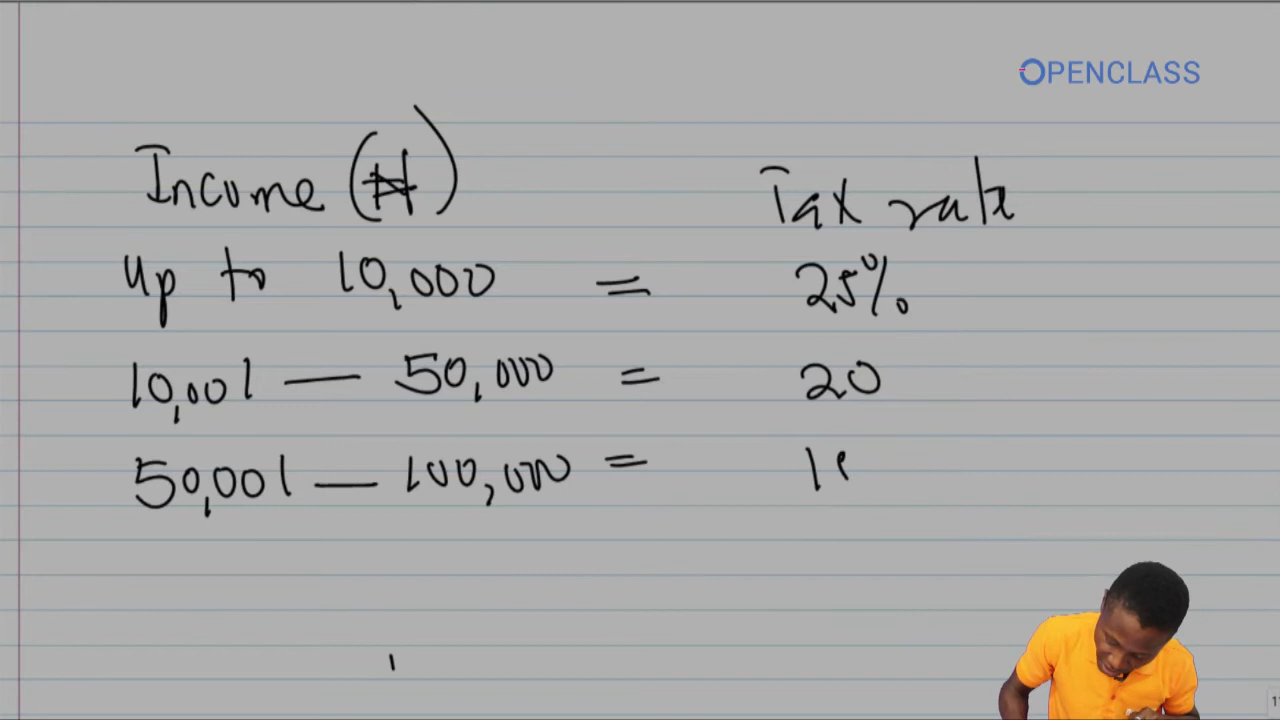 OPENCLASS
Income (₦) Tax rate
Up to 10,000 = 25%
10,001 — 50,000 = 20
50,001 — 100,000 =